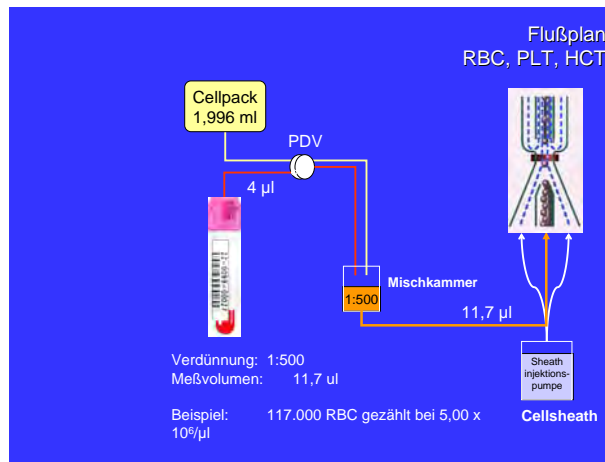 Flußplan
RBC, PLT, HCT
Cellpack
1,996 ml
PDV
4 µl
Mischkammer
1:500
11,7 µl
Sheath
injektions-
pumpe
Cellsheath
Verdünnung: 1:500
Meßvolumen: 11,7 ul
Beispiel: 117.000 RBC gezählt bei 5,00 x
10⁶/µl